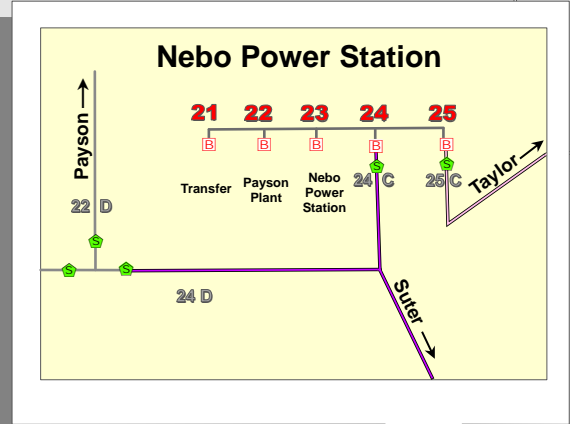 Nebo Power Station
21 22 23 24 25
B B B B B
S S
Payson
Transfer
Payson
Plant
Nebo
Power
Station
24 C
25 C
Taylor
22 D
S
S S
24 D
Suter